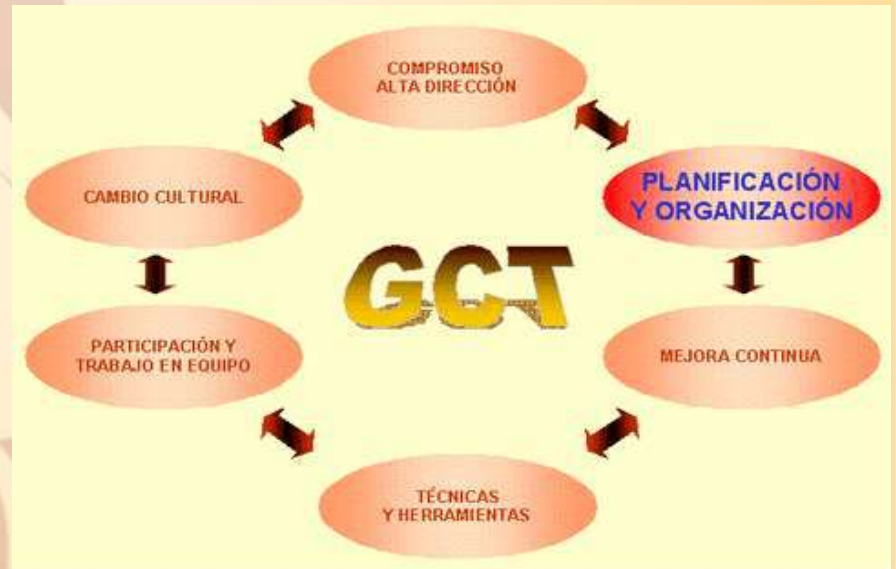 COMPROMISO
ALTA DIRECCIÓN
CAMBIO CULTURAL
PLANIFICACIÓN
Y ORGANIZACIÓN
GCT
PARTICIPACIÓN Y
TRABAJO EN EQUIPO
MEJORA CONTINUA
TÉCNICAS
Y HERRAMIENTAS